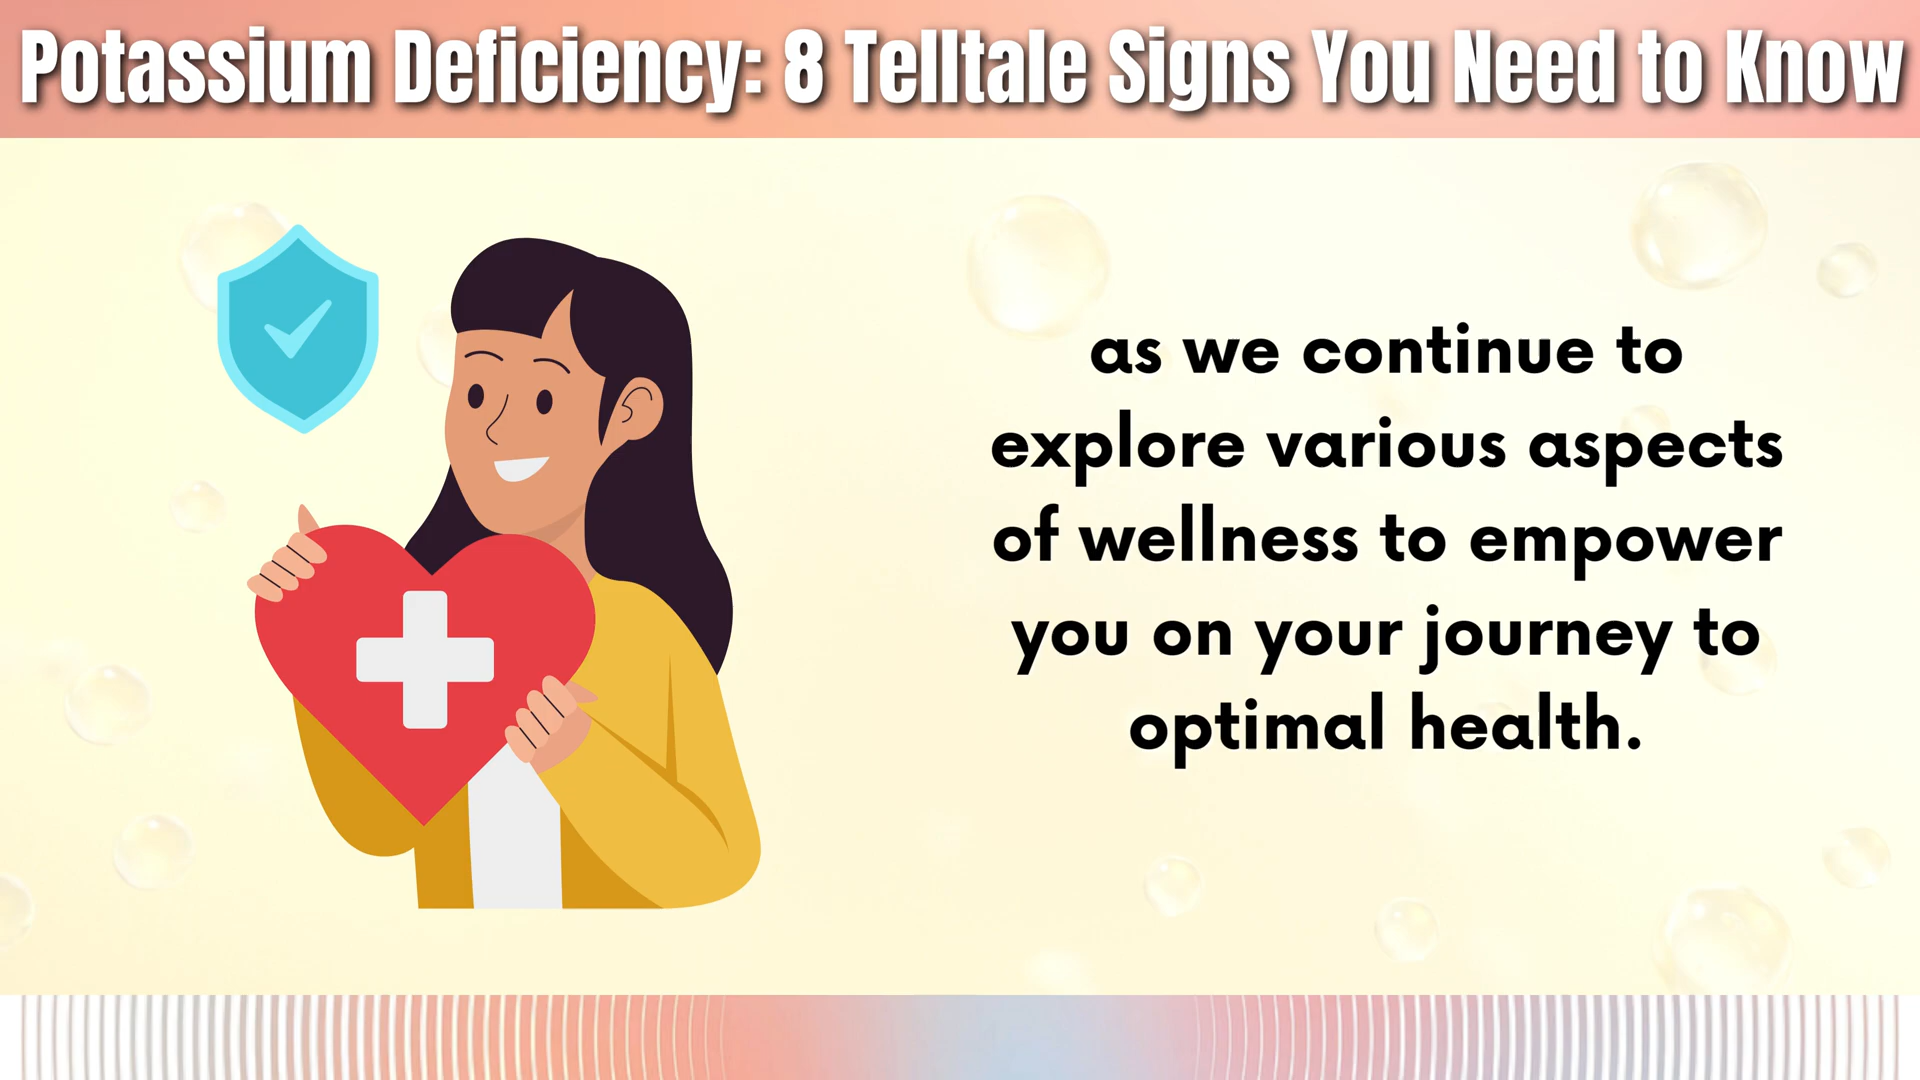 Potassium Deficiency: 8 Telltale Signs You Need to Know
as we continue to
explore various aspects
of wellness to empower
you on your journey to
optimal health.